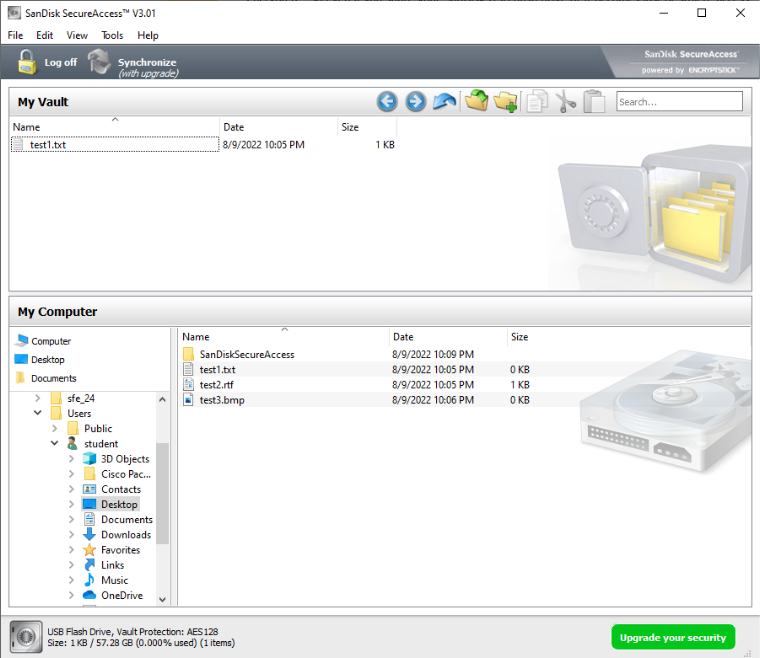 SanDisk SecureAccess™ V3.01
File Edit View Tools Help
Log off
Synchronize
(with upgrade)
SanDisk SecureAccess™
powered by ENCRYPTSTICK™
My Vault
Search...
Name Date Size
test1.txt 8/9/2022 10:05 PM 1 KB
My Computer
Computer
Desktop
Documents
sfe_24
Users
Public
student
3D Objects
Cisco Pac...
Contacts
Desktop
Documents
Downloads
Favorites
Links
Music
OneDrive
Name Date Size
SanDiskSecureAccess 8/9/2022 10:09 PM
test1.txt 8/9/2022 10:05 PM 0 KB
test2.rtf 8/9/2022 10:05 PM 1 KB
test3.bmp 8/9/2022 10:06 PM 0 KB
USB Flash Drive, Vault Protection: AES128
Size: 1 KB / 57.28 GB (0.000% used) (1 items)
Upgrade your security